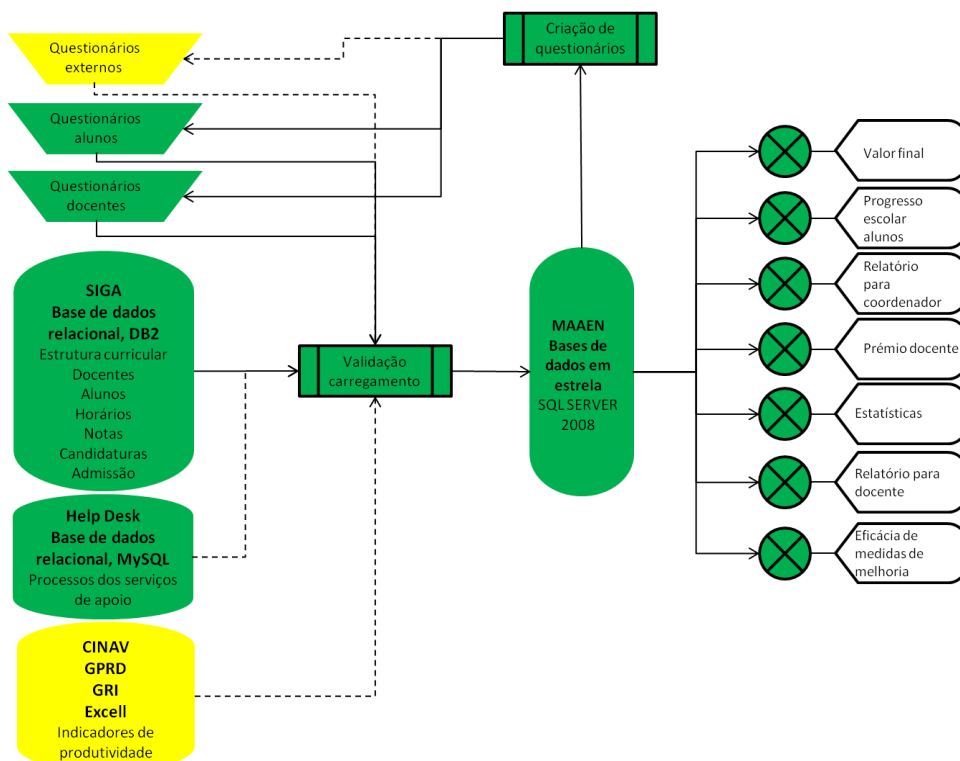 Criação de
questionários
Questionários
externos
Questionários
alunos
Questionários
docentes
SIGA
Base de dados
relacional, DB2
Estrutura curricular
Docentes
Alunos
Horários
Notas
Candidaturas
Admissão
Help Desk
Base de dados
relacional, MySQL
Processos dos serviços
de apoio
CINAV
GPRD
GRI
Excell
Indicadores de
produtividade
Validação
carregamento
MAAEN
Bases de
dados em
estrela
SQL SERVER
2008
Valor final
Progresso
escolar
alunos
Relatório
para
coordenador
Prémio docente
Estatísticas
Relatório para
docente
Eficácia de
medidas de
melhoria